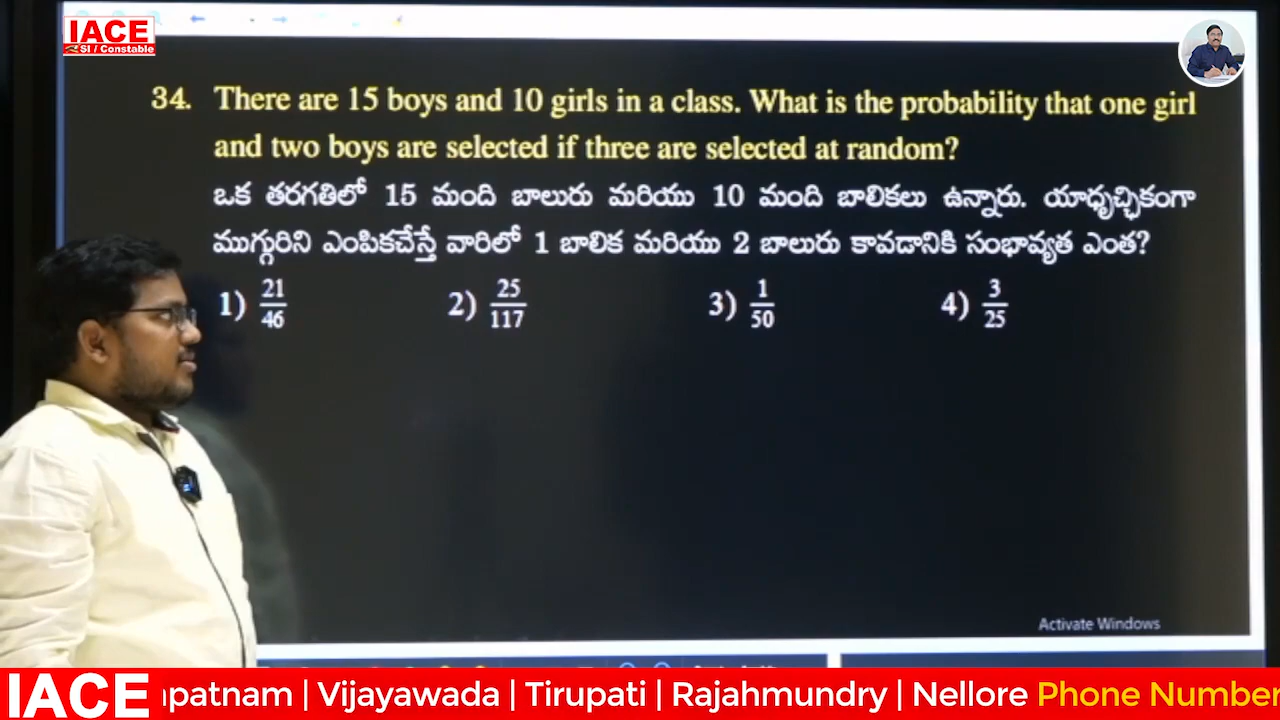 IACE
SI / Constable
34. There are 15 boys and 10 girls in a class. What is the probability that one girl
and two boys are selected if three are selected at random?
ఒక తరగతిలో 15 మంది బాలురు మరియు 10 మంది బాలికలు ఉన్నారు. యాధృచ్ఛికంగా
ముగ్గురిని ఎంపికచేస్తే వారిలో 1 బాలిక మరియు 2 బాలురు కావడానికి సంభావ్యత ఎంత?
1) 21/46 2) 25/117 3) 1/50 4) 3/25
Activate Windows
IACE patnam | Vijayawada | Tirupati | Rajahmundry | Nellore Phone Number